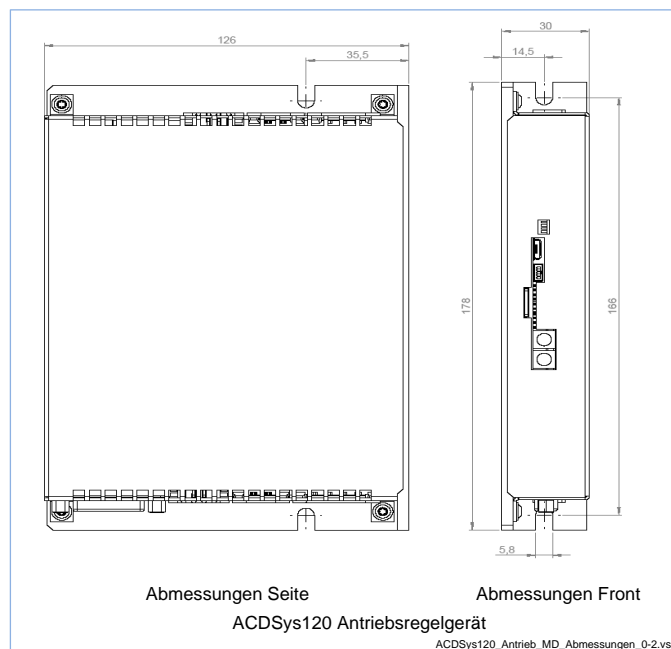 126
30
35,5
14,5
178
166
5,8
Abmessungen Seite
Abmessungen Front
ACDSys120 Antriebsregelgerät
ACDSys120_Antrieb_MD_Abmessungen_0-2.vs